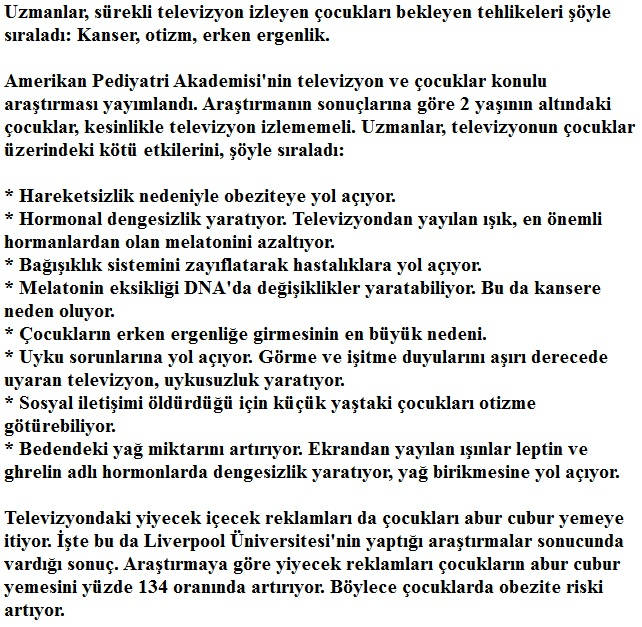 Uzmanlar, sürekli televizyon izleyen çocukları bekleyen tehlikeleri şöyle
sıraladı: Kanser, otizm, erken ergenlik.
Amerikan Pediyatri Akademisi'nin televizyon ve çocuklar konulu
araştırması yayımlandı. Araştırmanın sonuçlarına göre 2 yaşının altındaki
çocuklar, kesinlikle televizyon izlememeli. Uzmanlar, televizyonun çocuklar
üzerindeki kötü etkilerini, şöyle sıraladı:
* Hareketsizlik nedeniyle obeziteye yol açıyor.
* Hormonal dengesizlik yaratıyor. Televizyondan yayılan ışık, en önemli
hormanlardan olan melatonini azaltıyor.
* Bağışıklık sistemini zayıflatarak hastalıklara yol açıyor.
* Melatonin eksikliği DNA'da değişiklikler yaratabiliyor. Bu da kansere
neden oluyor.
* Çocukların erken ergenliğe girmesinin en büyük nedeni.
* Uyku sorunlarına yol açıyor. Görme ve işitme duyularını aşırı derecede
uyaran televizyon, uykusuzluk yaratıyor.
* Sosyal iletişimi öldürdüğü için küçük yaştaki çocukları otizme
götürebiliyor.
* Bedendeki yağ miktarını artırıyor. Ekrandan yayılan ışınlar leptin ve
ghrelin adlı hormonlarda dengesizlik yaratıyor, yağ birikmesine yol açıyor.
Televizyondaki yiyecek içecek reklamları da çocukları abur cubur yemeye
itiyor. İşte bu da Liverpool Üniversitesi'nin yaptığı araştırmalar sonucunda
vardığı sonuç. Araştırmaya göre yiyecek reklamları çocukların abur cubur
yemesini yüzde 134 oranında artırıyor. Böylece çocuklarda obezite riski
artıyor.